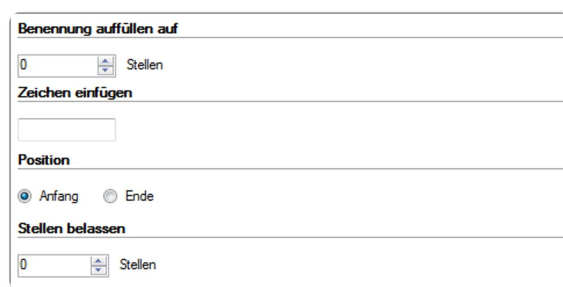 Benennung auffüllen auf
0 Stellen
Zeichen einfügen
Position
Anfang Ende
Stellen belassen
0 Stellen